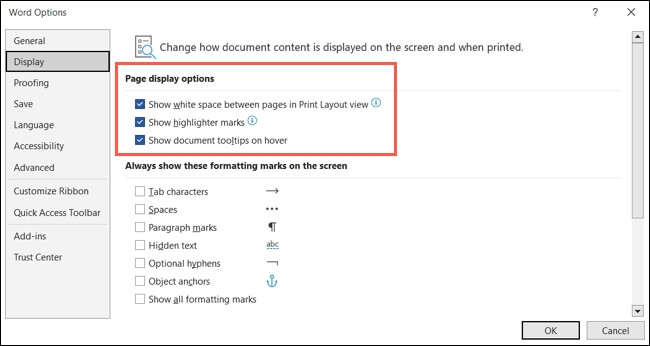 Word Options ? ×
General
Display
Proofing
Save
Language
Accessibility
Advanced
Customize Ribbon
Quick Access Toolbar
Add-ins
Trust Center
Change how document content is displayed on the screen and when printed.
Page display options
Show white space between pages in Print Layout view
Show highlighter marks
Show document tooltips on hover
Always show these formatting marks on the screen
Tab characters →
Spaces •••
Paragraph marks ¶
Hidden text abc
Optional hyphens ¬
Object anchors
Show all formatting marks
OK Cancel